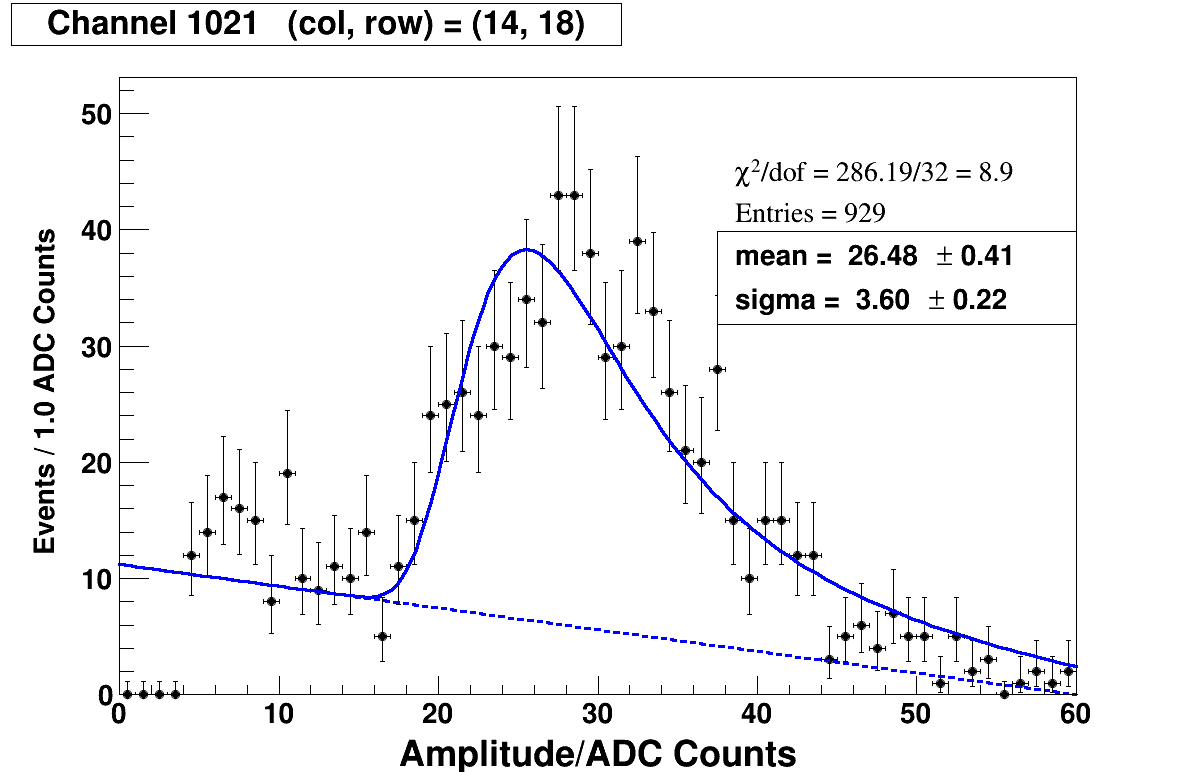 Channel 1021 (col, row) = (14, 18)
χ²/dof = 286.19/32 = 8.9
Entries = 929
mean = 26.48 ± 0.41
sigma = 3.60 ± 0.22
Events / 1.0 ADC Counts
50
40
30
20
10
0
0 10 20 30 40 50 60
Amplitude/ADC Counts